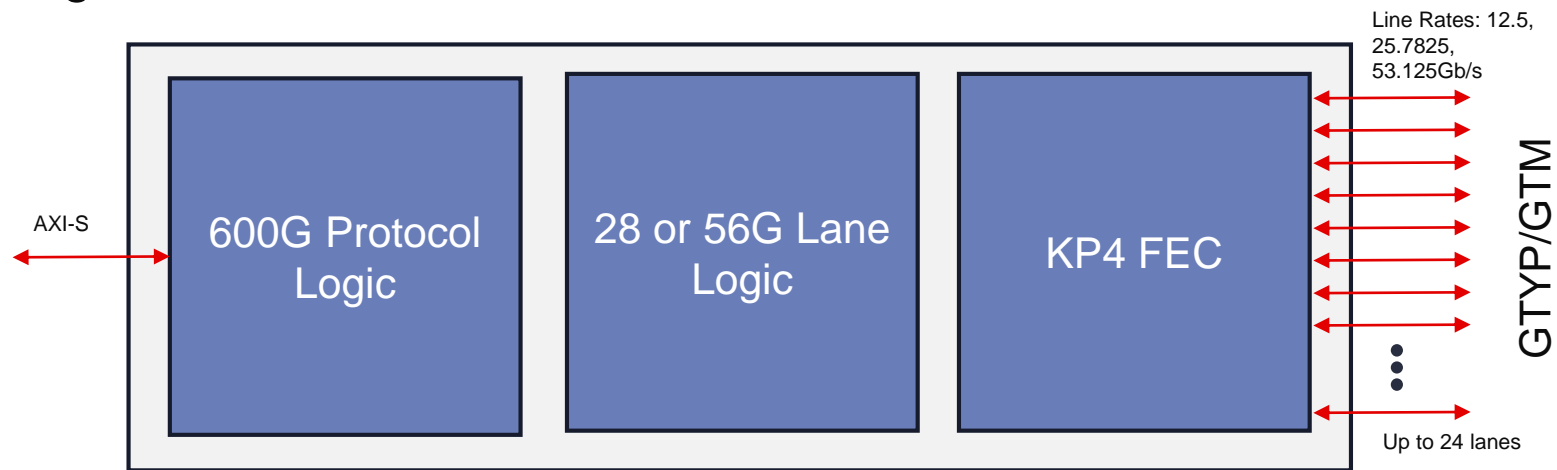 Line Rates: 12.5,
25.7825,
53.125Gb/s
AXI-S
600G Protocol
Logic
28 or 56G Lane
Logic
KP4 FEC
GTYP/GTM
Up to 24 lanes